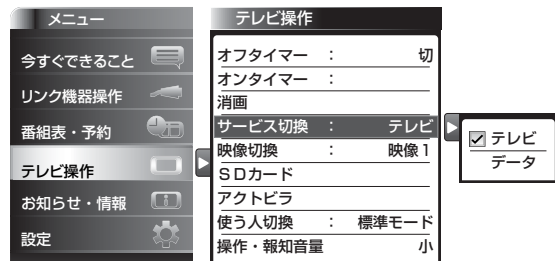 メニュー
今すぐできること
リンク機器操作
番組表・予約
テレビ操作
お知らせ・情報
設定
テレビ操作
オフタイマー : 切
オンタイマー :
消画
サービス切換 : テレビ
映像切換 : 映像1
SDカード
アクトビラ
使う人切換 : 標準モード
操作・報知音量 小
テレビ
データ